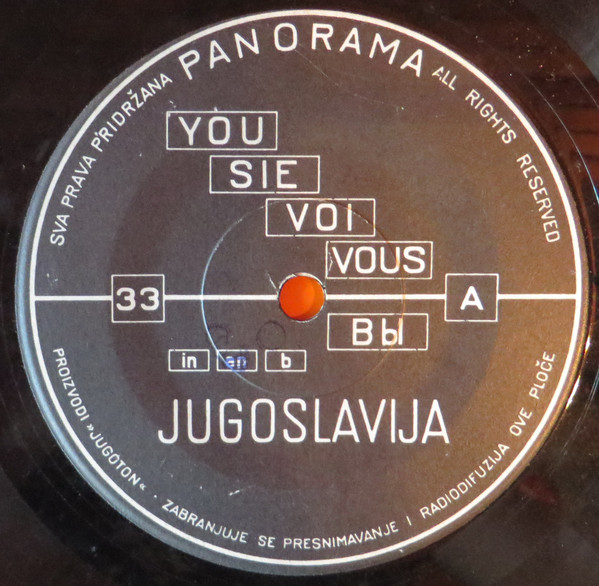 PANORAMA
SVA PRAVA PRIDRŽANA
ALL RIGHTS RESERVED
YOU
SIE
VOI
VOUS
33
A
ВЫ
in an b
JUGOSLAVIJA
PROIZVODI »JUGOTON« · ZABRANJUJE SE PRESNIMAVANJE I RADIODIFUZIJA OVE PLOČE